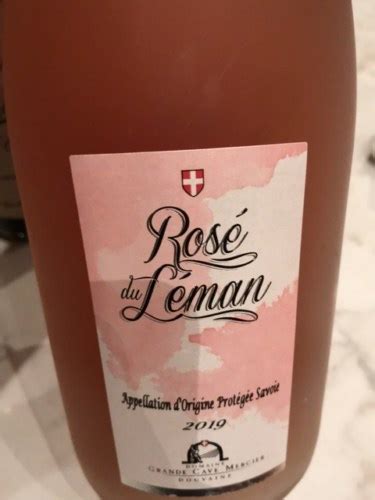 Rosé
du Léman
Appellation d'Origine Protégée Savoie
2019
DOMAINE
GRANDE CAVE MERCIER
DOUVAINE